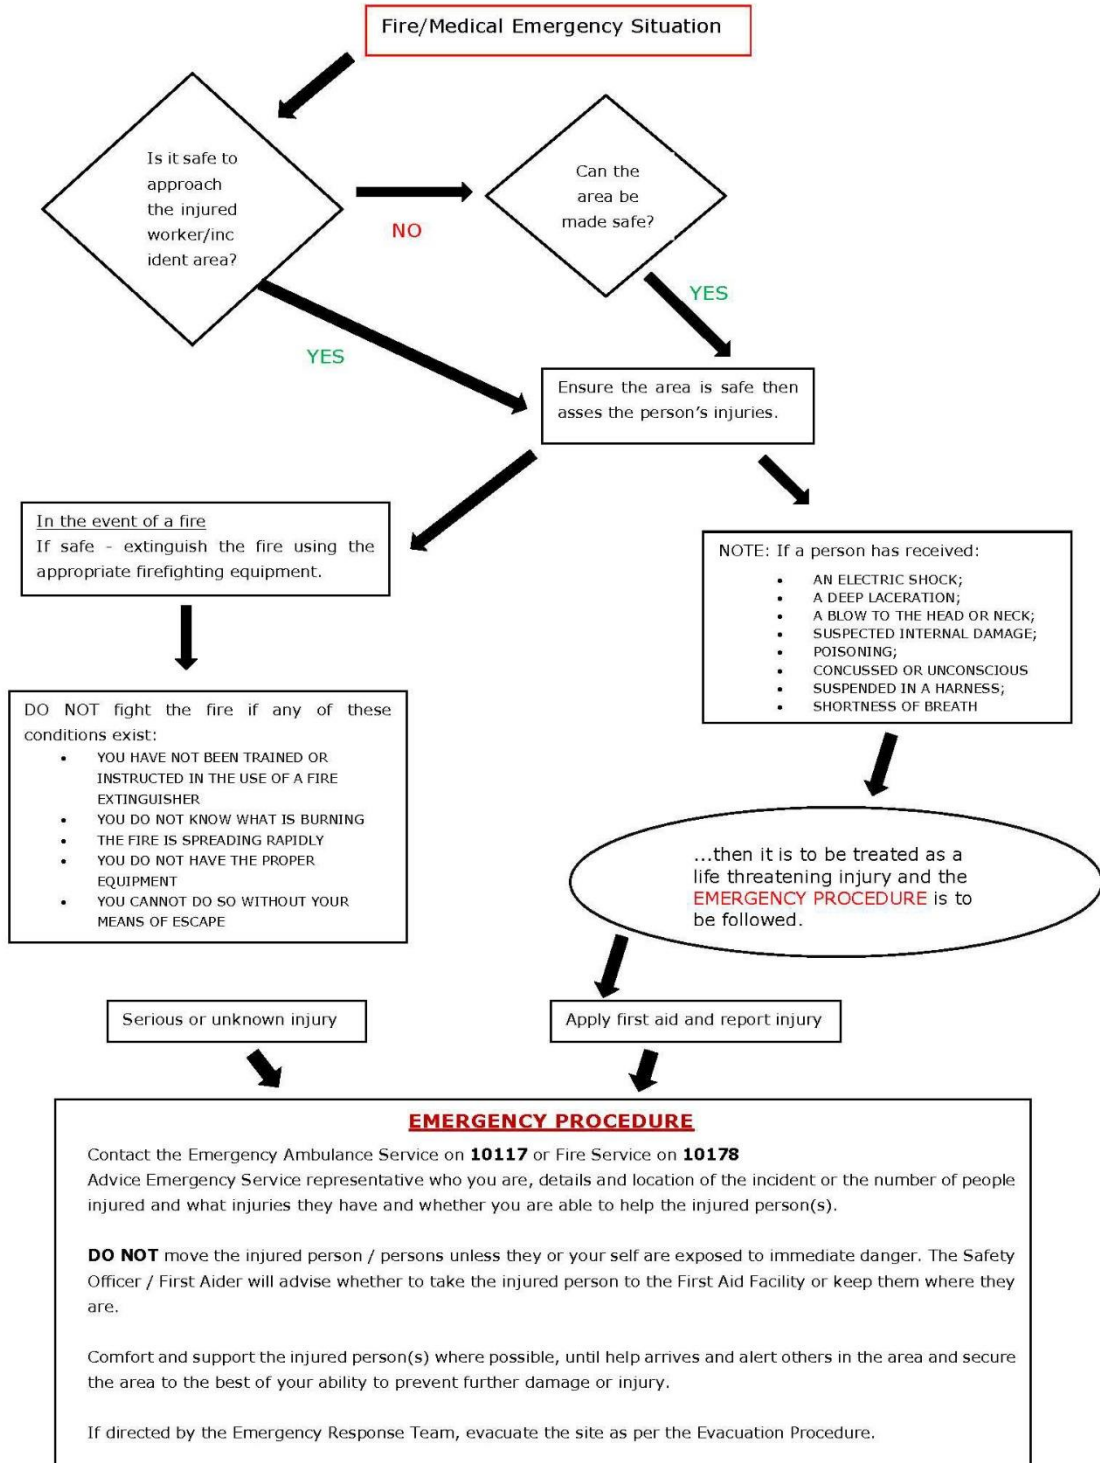 Fire/Medical Emergency Situation
Is it safe to
approach
the injured
worker/inc
ident area?
NO
Can the
area be
made safe?
YES
YES
Ensure the area is safe then
asses the person's injuries.
In the event of a fire
If safe - extinguish the fire using the
appropriate firefighting equipment.
NOTE: If a person has received:
• AN ELECTRIC SHOCK;
• A DEEP LACERATION;
• A BLOW TO THE HEAD OR NECK;
• SUSPECTED INTERNAL DAMAGE;
• POISONING;
• CONCUSSED OR UNCONSCIOUS
• SUSPENDED IN A HARNESS;
• SHORTNESS OF BREATH
DO NOT fight the fire if any of these
conditions exist:
• YOU HAVE NOT BEEN TRAINED OR
INSTRUCTED IN THE USE OF A FIRE
EXTINGUISHER
• YOU DO NOT KNOW WHAT IS BURNING
• THE FIRE IS SPREADING RAPIDLY
• YOU DO NOT HAVE THE PROPER
EQUIPMENT
• YOU CANNOT DO SO WITHOUT YOUR
MEANS OF ESCAPE
...then it is to be treated as a
life threatening injury and the
EMERGENCY PROCEDURE is to
be followed.
Serious or unknown injury
Apply first aid and report injury
EMERGENCY PROCEDURE
Contact the Emergency Ambulance Service on 10117 or Fire Service on 10178
Advice Emergency Service representative who you are, details and location of the incident or the number of people
injured and what injuries they have and whether you are able to help the injured person(s).
DO NOT move the injured person / persons unless they or your self are exposed to immediate danger. The Safety
Officer / First Aider will advise whether to take the injured person to the First Aid Facility or keep them where they
are.
Comfort and support the injured person(s) where possible, until help arrives and alert others in the area and secure
the area to the best of your ability to prevent further damage or injury.
If directed by the Emergency Response Team, evacuate the site as per the Evacuation Procedure.